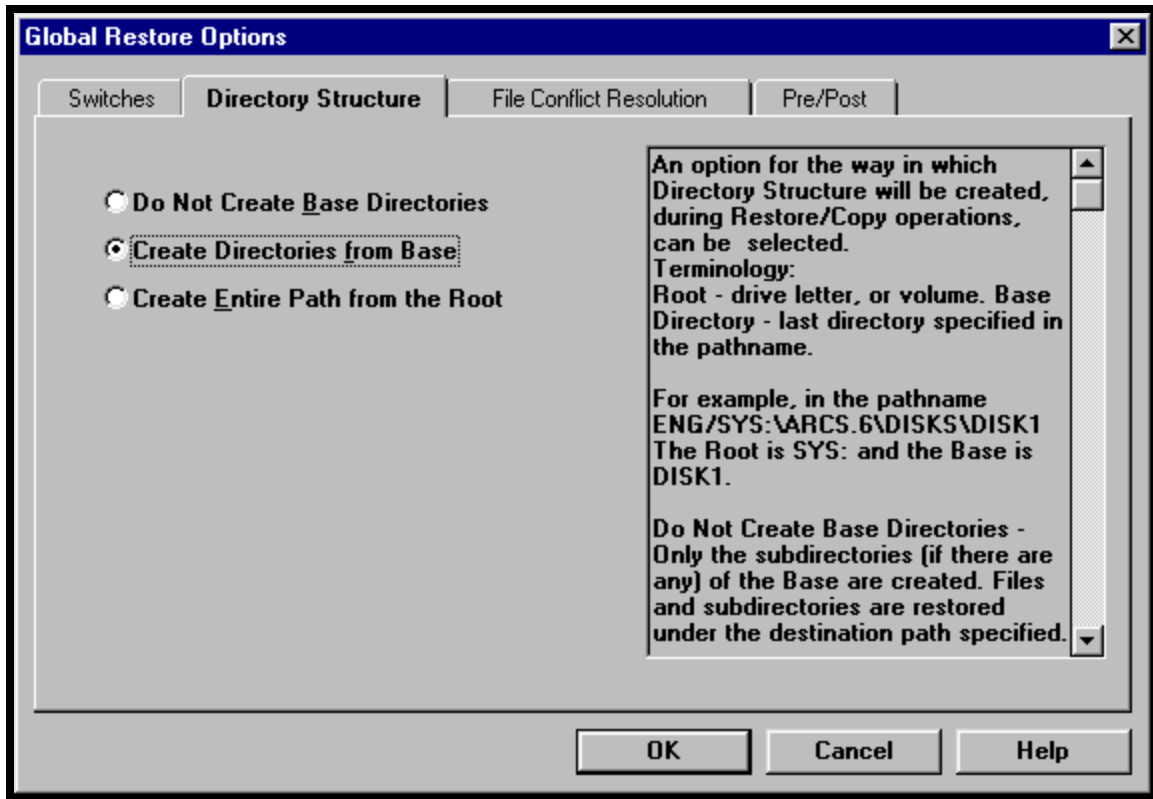 Global Restore Options
Switches
Directory Structure
File Conflict Resolution
Pre/Post
Do Not Create Base Directories
Create Directories from Base
Create Entire Path from the Root
An option for the way in which
Directory Structure will be created,
during Restore/Copy operations,
can be  selected.
Terminology:
Root - drive letter, or volume. Base
Directory - last directory specified in
the pathname.
For example, in the pathname
ENG/SYS:\ARCS.6\DISKS\DISK1
The Root is SYS: and the Base is
DISK1.
Do Not Create Base Directories -
Only the subdirectories (if there are
any) of the Base are created. Files
and subdirectories are restored
under the destination path specified.
OK
Cancel
Help